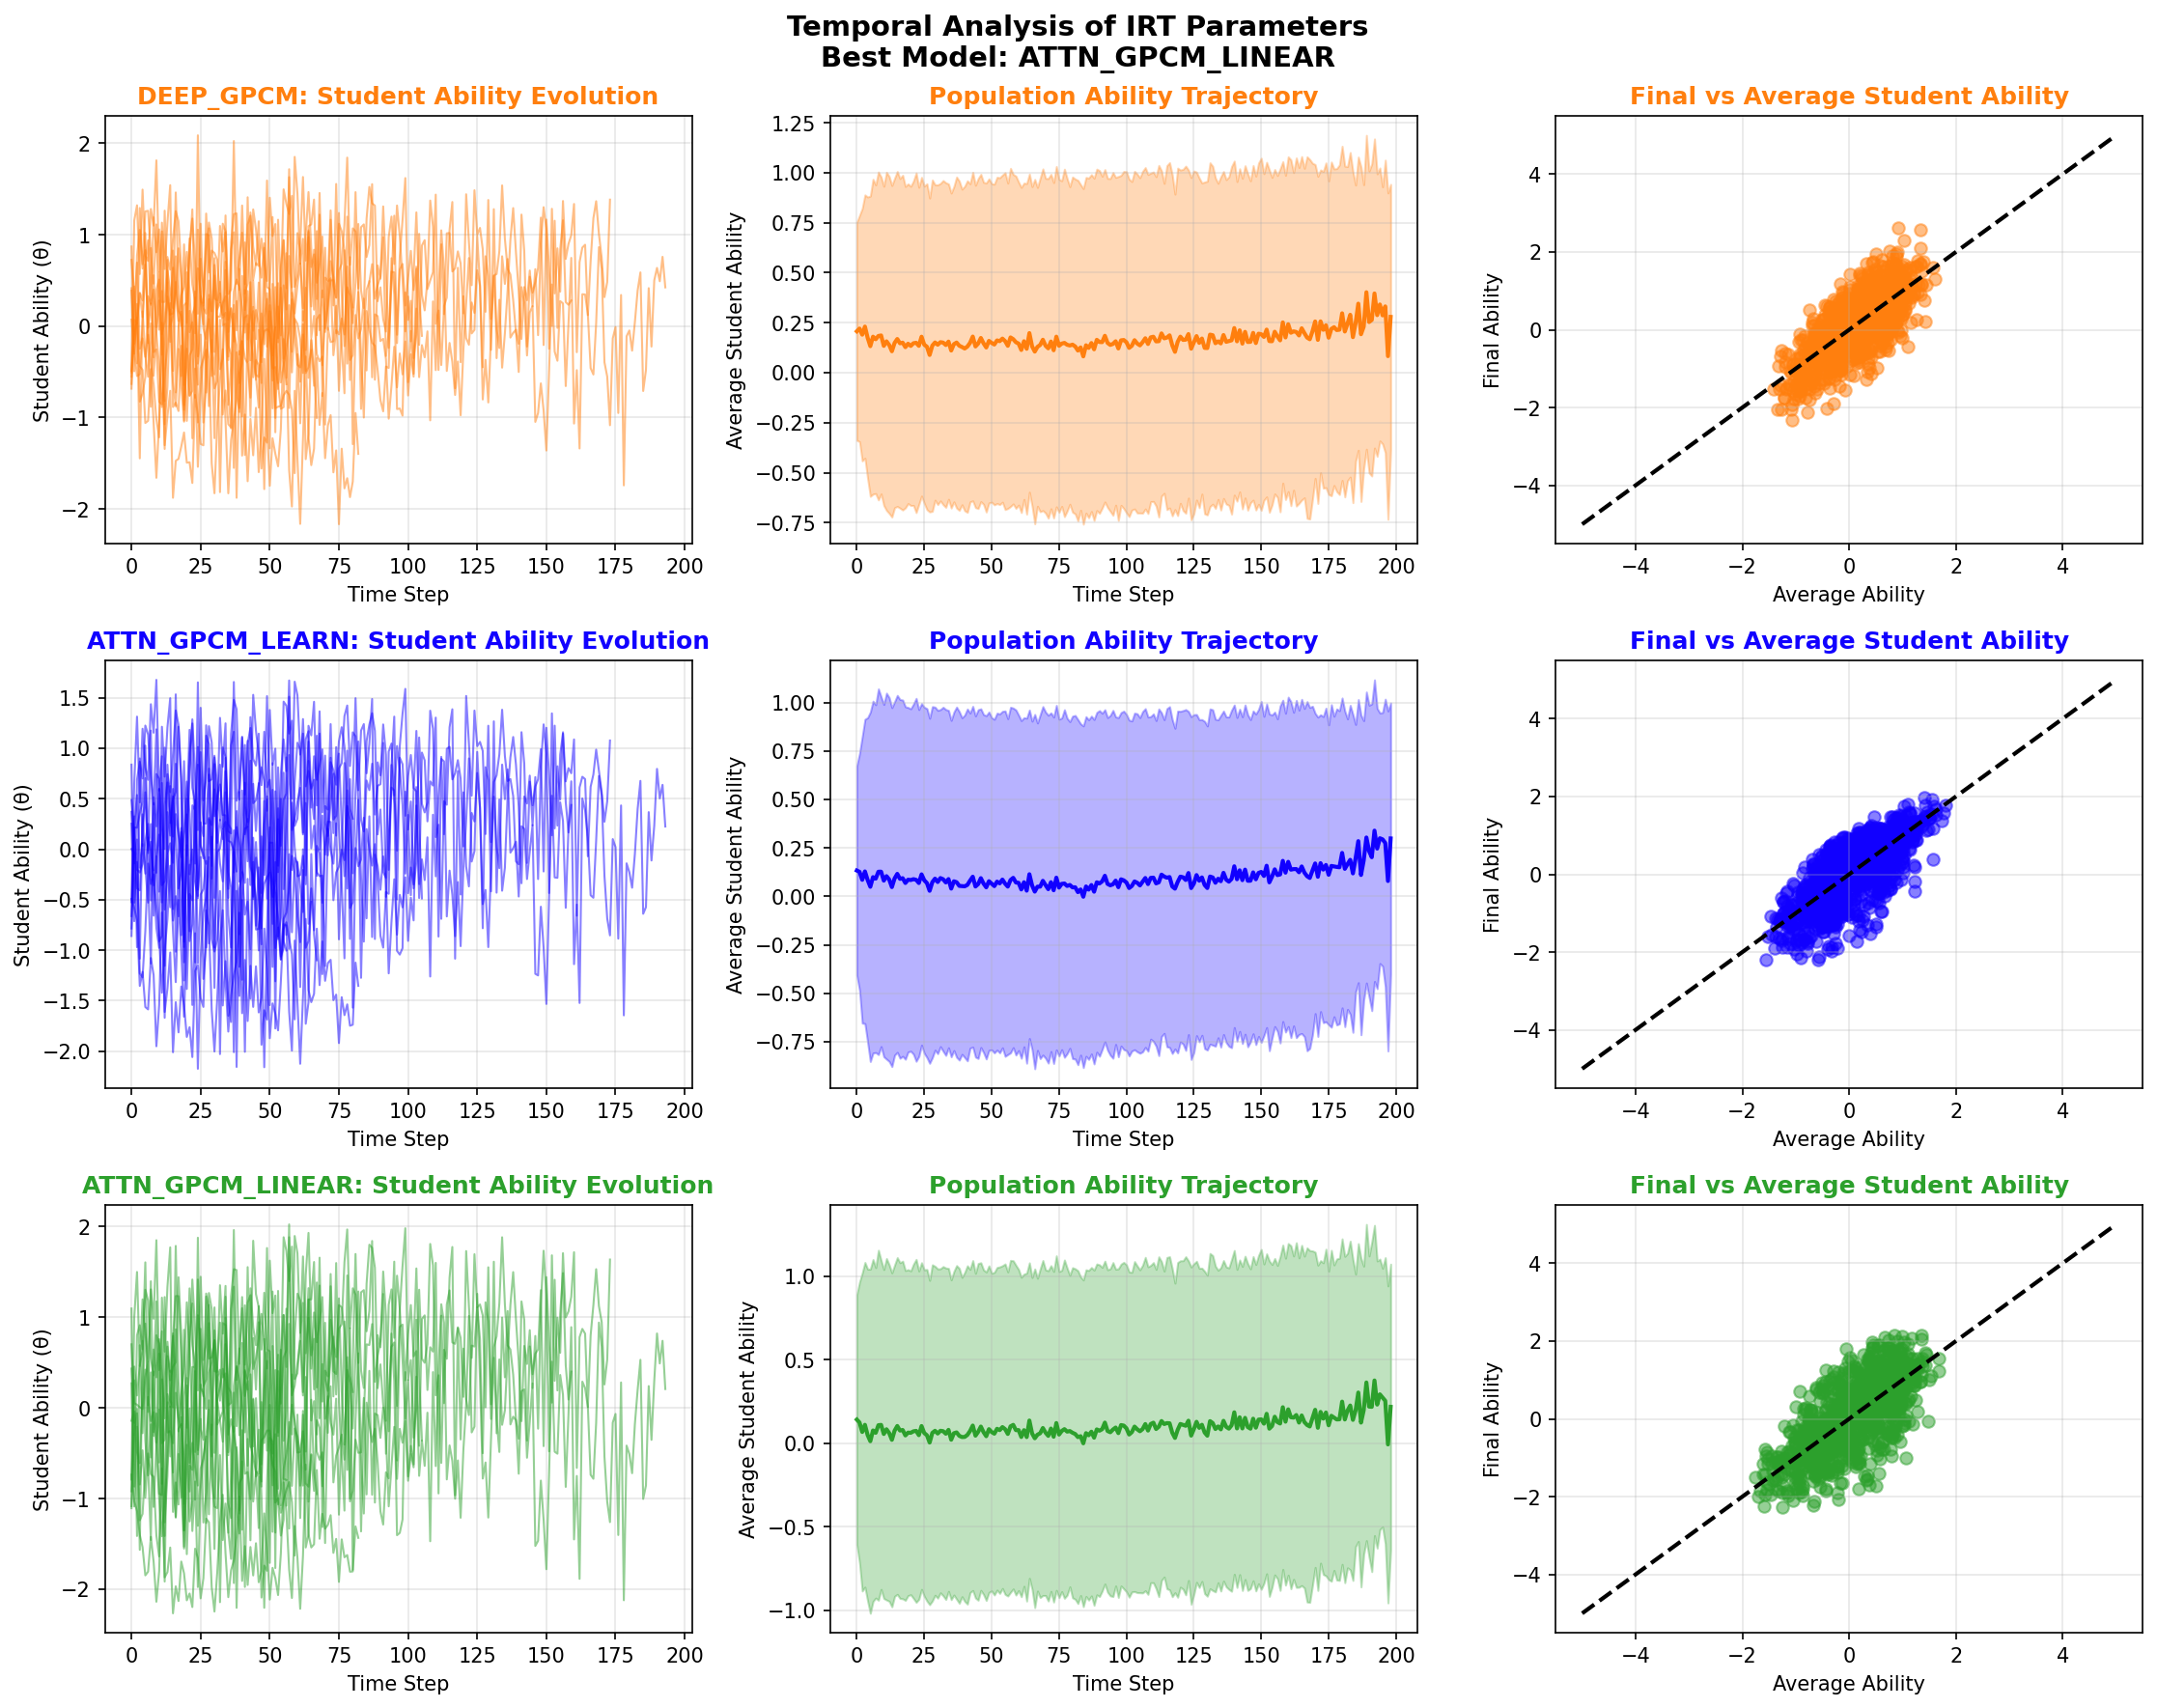 Temporal Analysis of IRT Parameters
Best Model: ATTN_GPCM_LINEAR
DEEP_GPCM: Student Ability Evolution
Student Ability (θ)
2
1
0
−1
−2
0 25 50 75 100 125 150 175 200
Time Step
Population Ability Trajectory
Average Student Ability
1.25
1.00
0.75
0.50
0.25
0.00
−0.25
−0.50
−0.75
0 25 50 75 100 125 150 175 200
Time Step
Final vs Average Student Ability
Final Ability
4
2
0
−2
−4
−4 −2 0 2 4
Average Ability
ATTN_GPCM_LEARN: Student Ability Evolution
Student Ability (θ)
1.5
1.0
0.5
0.0
−0.5
−1.0
−1.5
−2.0
0 25 50 75 100 125 150 175 200
Time Step
Population Ability Trajectory
Average Student Ability
1.00
0.75
0.50
0.25
0.00
−0.25
−0.50
−0.75
0 25 50 75 100 125 150 175 200
Time Step
Final vs Average Student Ability
Final Ability
4
2
0
−2
−4
−4 −2 0 2 4
Average Ability
ATTN_GPCM_LINEAR: Student Ability Evolution
Student Ability (θ)
2
1
0
−1
−2
0 25 50 75 100 125 150 175 200
Time Step
Population Ability Trajectory
Average Student Ability
1.0
0.5
0.0
−0.5
−1.0
0 25 50 75 100 125 150 175 200
Time Step
Final vs Average Student Ability
Final Ability
4
2
0
−2
−4
−4 −2 0 2 4
Average Ability